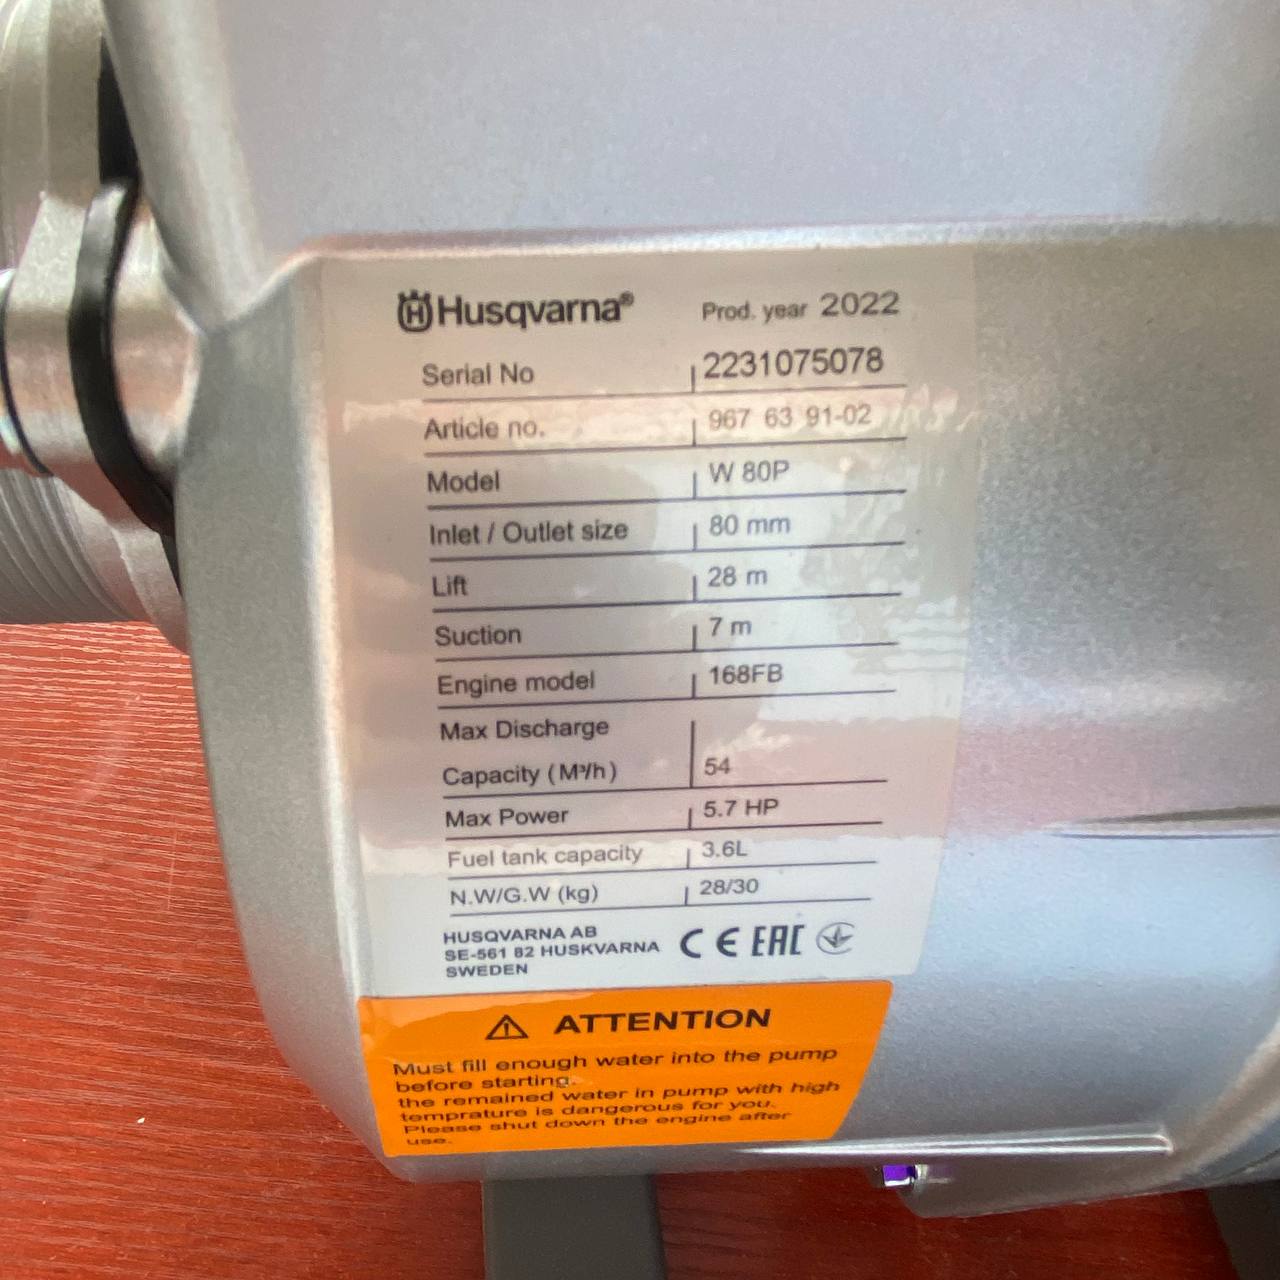 Husqvarna® Prod. year 2022
Serial No 2231075078
Article no. 967 63 91-02
Model W 80P
Inlet / Outlet size 80 mm
Lift 28 m
Suction 7 m
Engine model 168FB
Max Discharge
Capacity (M³/h) 54
Max Power 5.7 HP
Fuel tank capacity 3.6L
N.W/G.W (kg) 28/30
HUSQVARNA AB
SE-561 82 HUSKVARNA
SWEDEN
CE EAC
ATTENTION
Must fill enough water into the pump
before starting.
the remained water in pump with high
temprature is dangerous for you.
Please shut down the engine after
use.